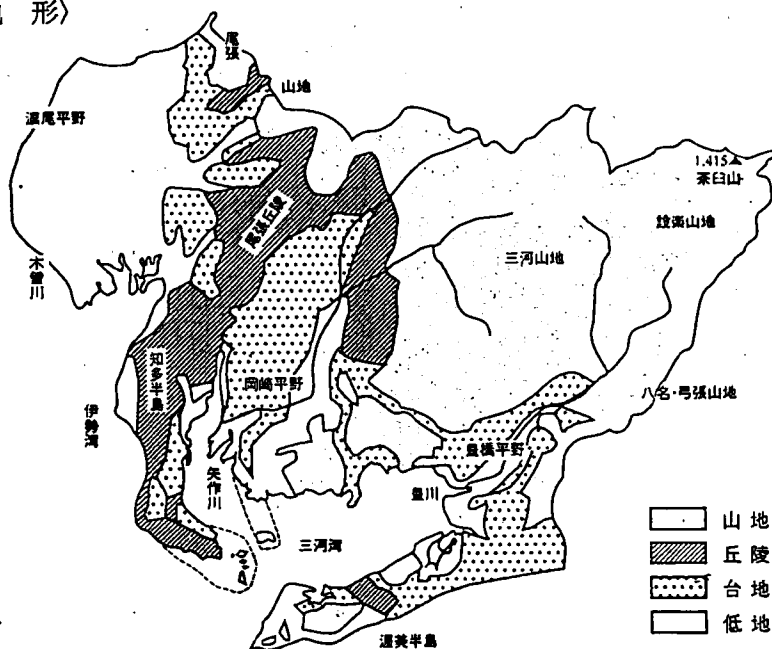 形〉
尾張
山地
濃尾平野
1,415▲
茶臼山
設楽山地
尾張丘陵
三河山地
木曽川
知多半島
岡崎平野
八名・弓張山地
伊勢湾
豊橋平野
矢作川
豊川
三河湾
渥美半島
山地
丘陵
台地
低地